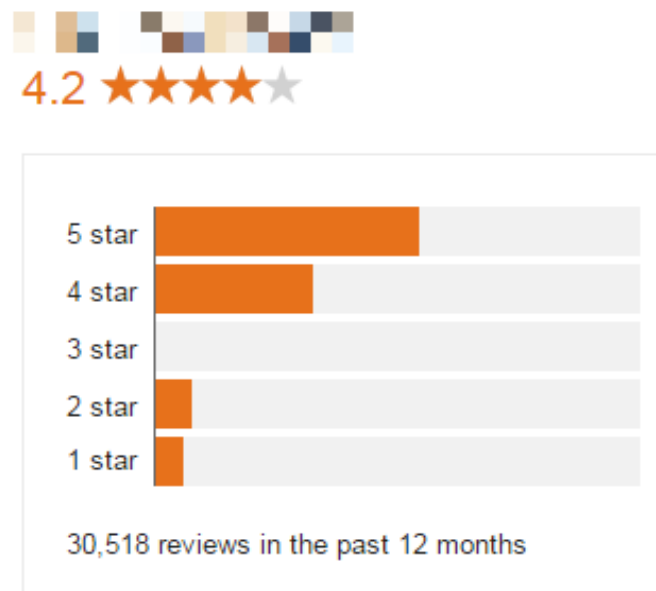 4.2
5 star
4 star
3 star
2 star
1 star
30,518 reviews in the past 12 months